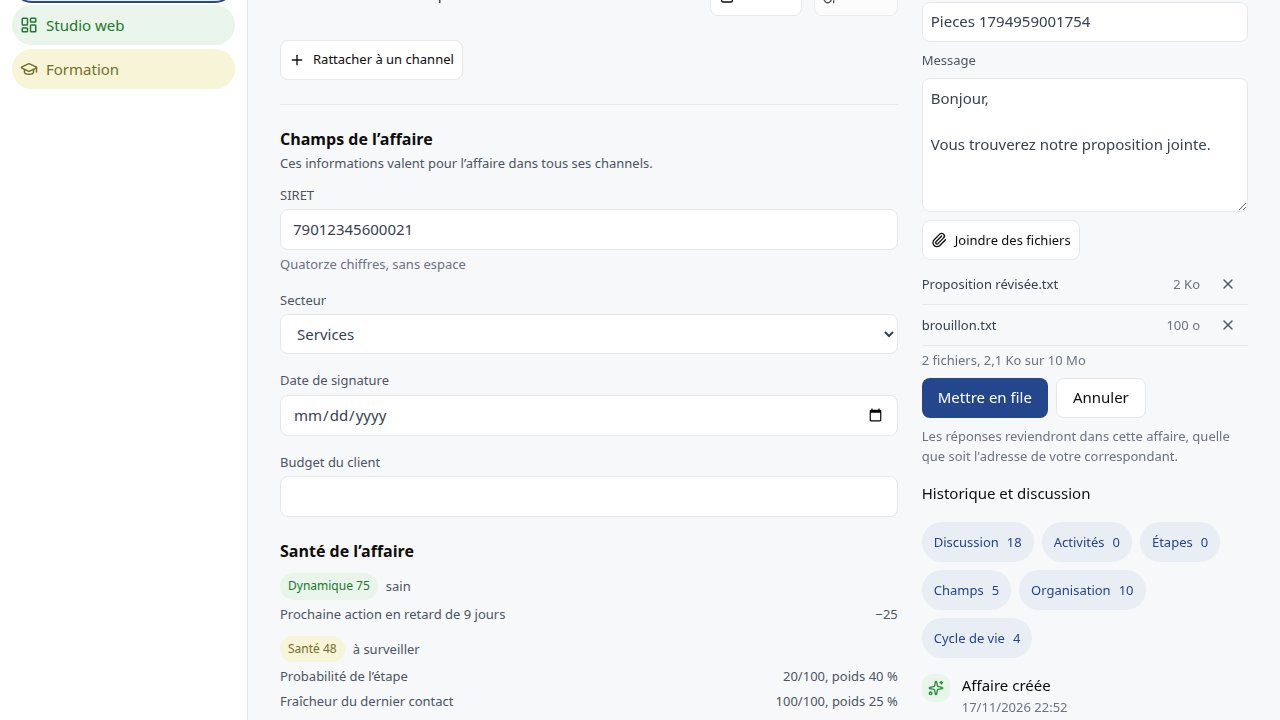 Studio web
Formation
Rattacher à un channel
Champs de l’affaire
Ces informations valent pour l’affaire dans tous ses channels.
SIRET
79012345600021
Quatorze chiffres, sans espace
Secteur
Services
Date de signature
mm/dd/yyyy
Budget du client
Santé de l’affaire
Dynamique 75 sain
Prochaine action en retard de 9 jours −25
Santé 48 à surveiller
Probabilité de l’étape 20/100, poids 40 %
Fraîcheur du dernier contact 100/100, poids 25 %
Pieces 1794959001754
Message
Bonjour,
Vous trouverez notre proposition jointe.
Joindre des fichiers
Proposition révisée.txt 2 Ko
brouillon.txt 100 o
2 fichiers, 2,1 Ko sur 10 Mo
Mettre en file Annuler
Les réponses reviendront dans cette affaire, quelle
que soit l'adresse de votre correspondant.
Historique et discussion
Discussion 18 Activités 0 Étapes 0
Champs 5 Organisation 10
Cycle de vie 4
Affaire créée
17/11/2026 22:52